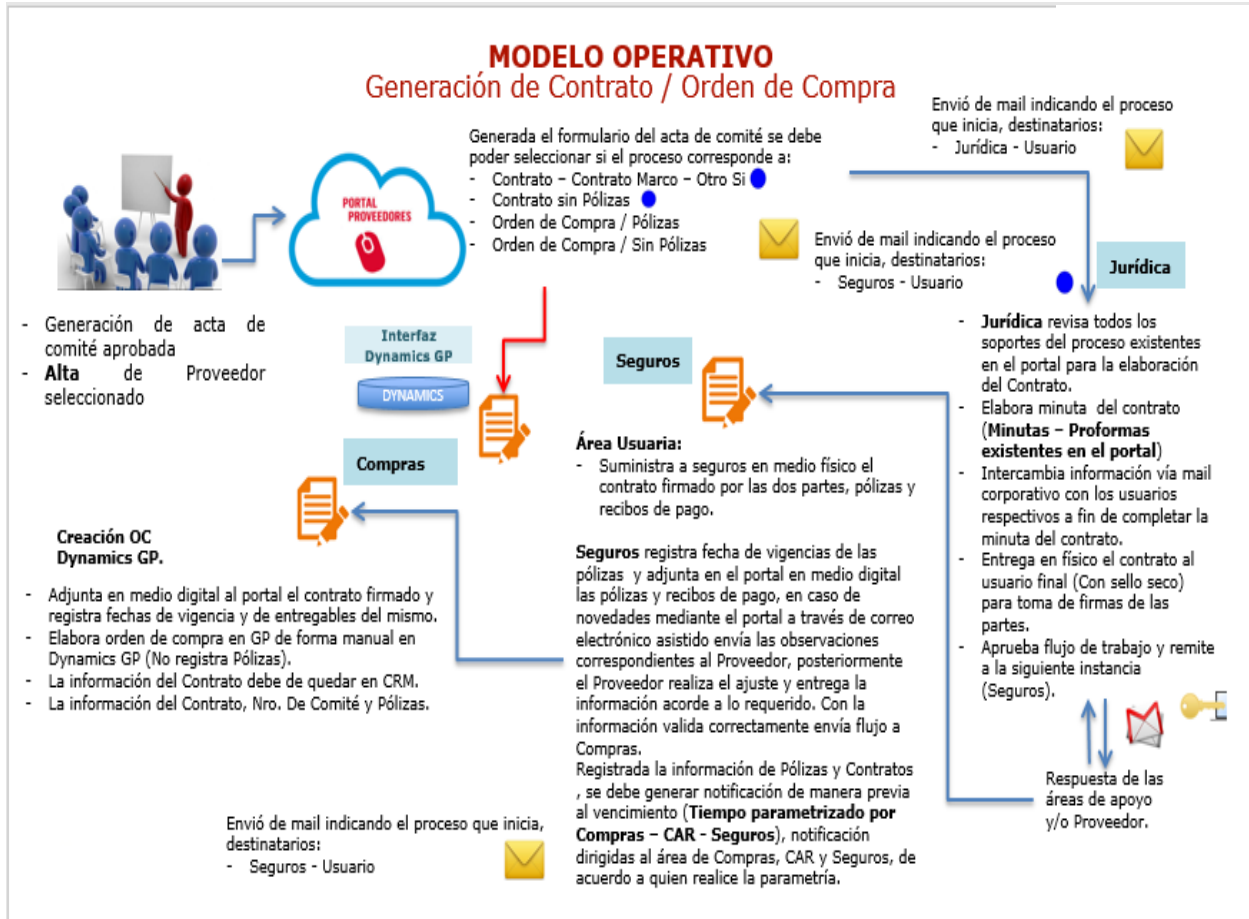 MODELO OPERATIVO
Generación de Contrato / Orden de Compra
Generada el formulario del acta de comité se debe
poder seleccionar si el proceso corresponde a:
- Contrato – Contrato Marco – Otro Si
- Contrato sin Pólizas
- Orden de Compra / Pólizas
- Orden de Compra / Sin Pólizas
Envió de mail indicando el proceso
que inicia, destinatarios:
- Jurídica - Usuario
PORTAL
PROVEEDORES
Envió de mail indicando el proceso
que inicia, destinatarios:
- Seguros - Usuario
Jurídica
- Generación de acta de
comité aprobada
- Alta de Proveedor
seleccionado
Interfaz
Dynamics GP
DYNAMICS
Seguros
- Jurídica revisa todos los
soportes del proceso existentes
en el portal para la elaboración
del Contrato.
- Elabora minuta del contrato
(Minutas – Proformas
existentes en el portal)
- Intercambia información vía mail
corporativo con los usuarios
respectivos a fin de completar la
minuta del contrato.
- Entrega en físico el contrato al
usuario final (Con sello seco)
para toma de firmas de las
partes.
- Aprueba flujo de trabajo y remite
a la siguiente instancia
(Seguros).
Respuesta de las
áreas de apoyo
y/o Proveedor.
Área Usuaria:
- Suministra a seguros en medio físico el
contrato firmado por las dos partes, pólizas y
recibos de pago.
Seguros registra fecha de vigencias de las
pólizas y adjunta en el portal en medio digital
las pólizas y recibos de pago, en caso de
novedades mediante el portal a través de correo
electrónico asistido envía las observaciones
correspondientes al Proveedor, posteriormente
el Proveedor realiza el ajuste y entrega la
información acorde a lo requerido. Con la
información valida correctamente envía flujo a
Compras.
Registrada la información de Pólizas y Contratos
, se debe generar notificación de manera previa
al vencimiento (Tiempo parametrizado por
Compras – CAR - Seguros), notificación
dirigidas al área de Compras, CAR y Seguros, de
acuerdo a quien realice la parametría.
Compras
Creación OC
Dynamics GP.
- Adjunta en medio digital al portal el contrato firmado y
registra fechas de vigencia y de entregables del mismo.
- Elabora orden de compra en GP de forma manual en
Dynamics GP (No registra Pólizas).
- La información del Contrato debe de quedar en CRM.
- La información del Contrato, Nro. De Comité y Pólizas.
Envió de mail indicando el proceso que inicia,
destinatarios:
- Seguros - Usuario